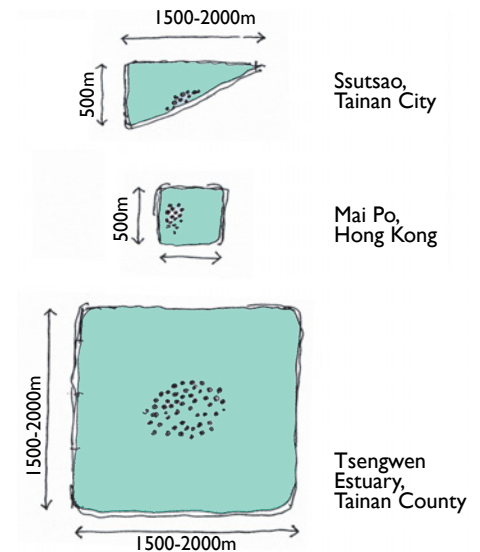 1500-2000m
500m
Ssutsao,
Tainan City
500m
Mai Po,
Hong Kong
1500-2000m
Tsengwen
Estuary,
Tainan County
1500-2000m